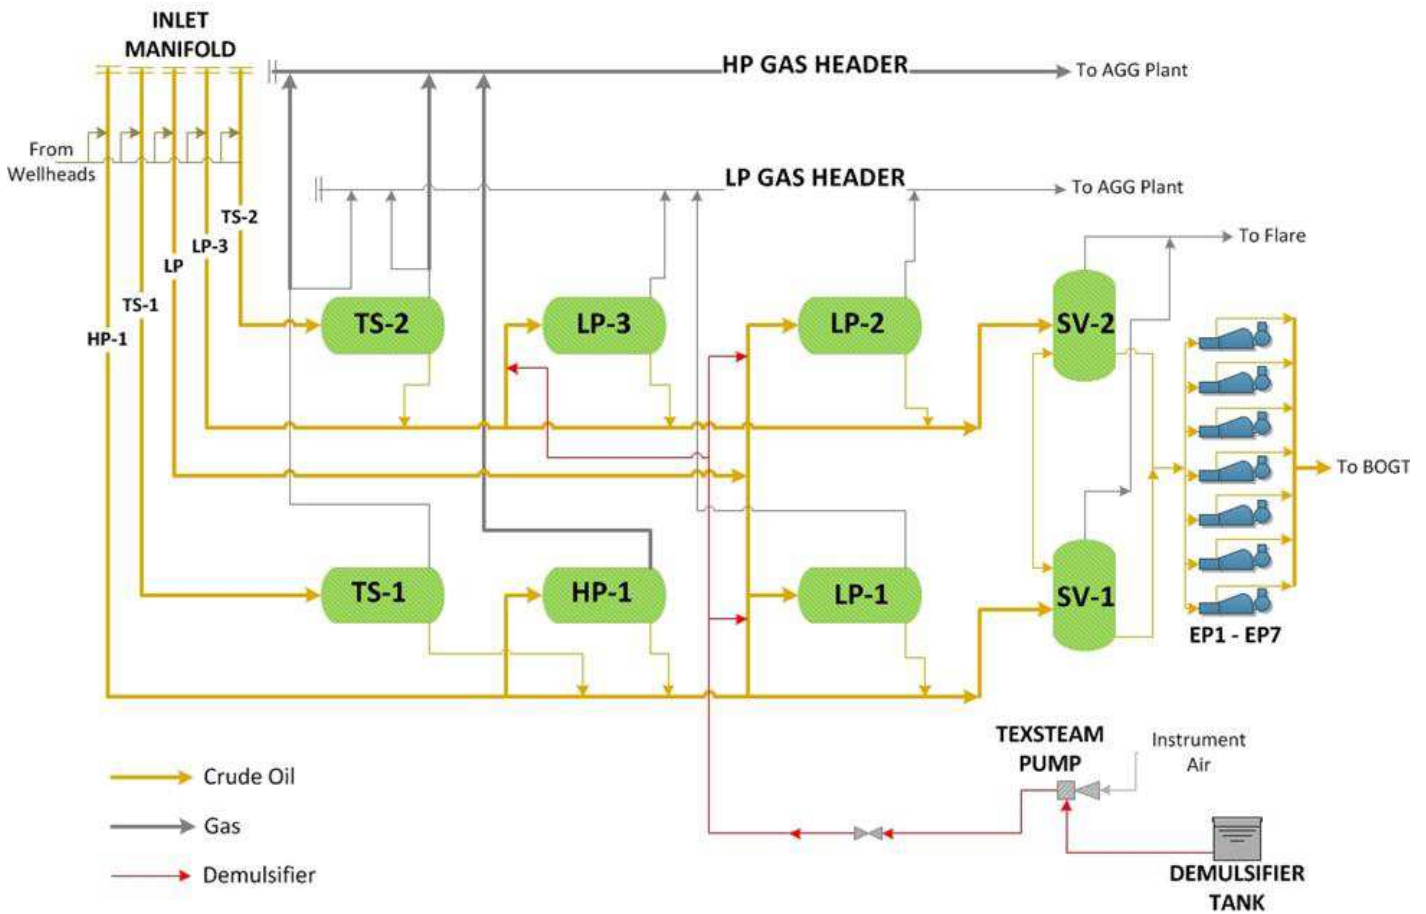 INLET
MANIFOLD
HP GAS HEADER
To AGG Plant
From
Wellheads
LP GAS HEADER
To AGG Plant
TS-2
LP-3
LP
TS-1
HP-1
To Flare
TS-2
LP-3
LP-2
SV-2
To BOGT
TS-1
HP-1
LP-1
SV-1
EP1 - EP7
TEXSTEAM
PUMP
Instrument
Air
Crude Oil
Gas
Demulsifier
DEMULSIFIER
TANK